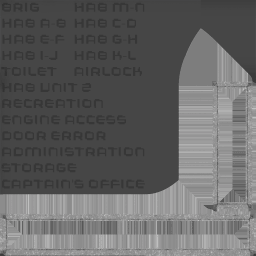 BRIG HAB M-N
HAB A-B HAB C-D
HAB E-F HAB G-H
HAB I-J HAB K-L
TOILET AIRLOCK
HAB UNIT 2
RECREATION
ENGINE ACCESS
DOOR ERROR
ADMINISTRATION
STORAGE
CAPTAIN'S OFFICE